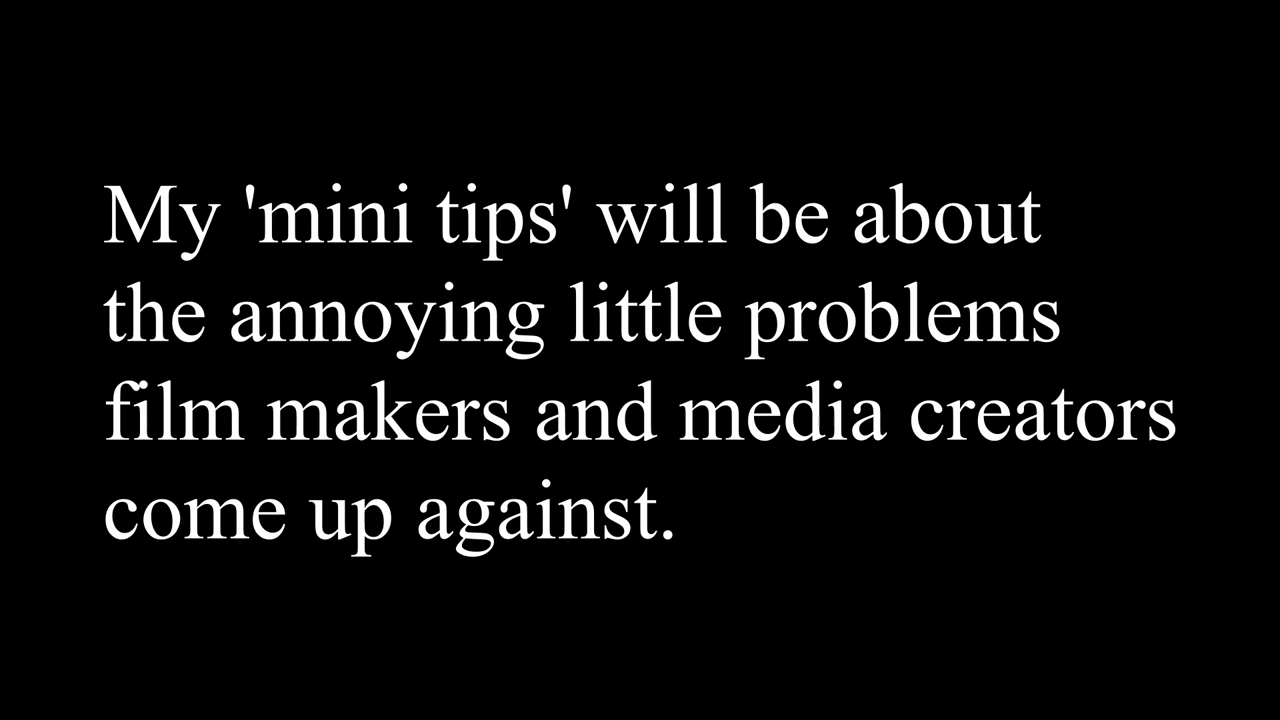 My 'mini tips' will be about
the annoying little problems
film makers and media creators
come up against.